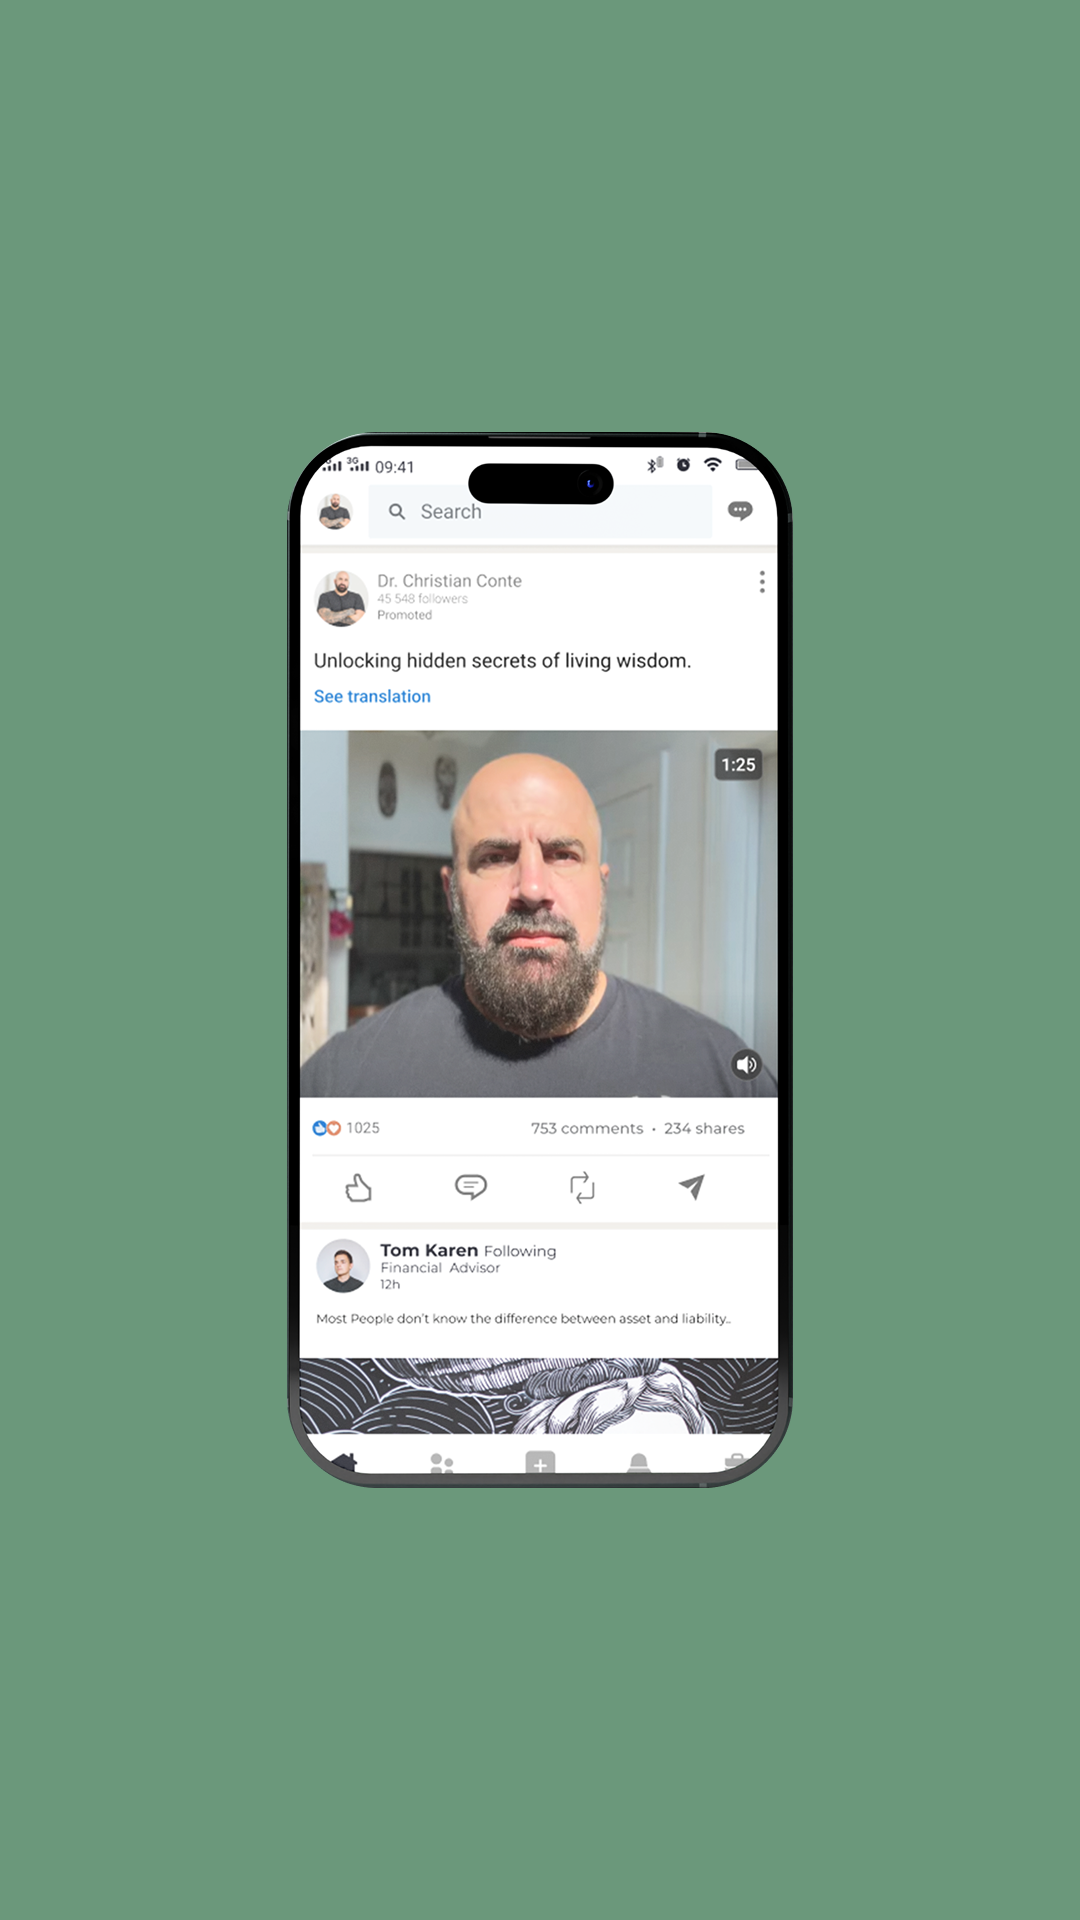 3G 09:41
Search
Dr. Christian Conte
45 548 followers
Promoted
Unlocking hidden secrets of living wisdom.
See translation
1:25
1025 753 comments • 234 shares
Tom Karen Following
Financial Advisor
12h
Most People don't know the difference between asset and liability..